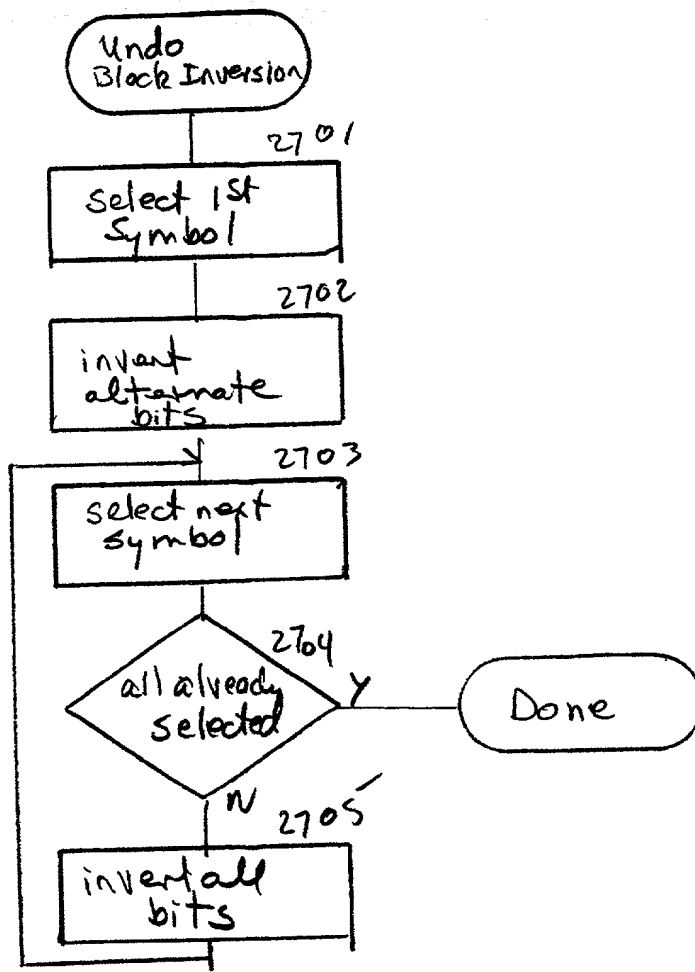 Undo
Block Inversion
2701
select 1st
symbol
2702
invert
alternate
bits
2703
select next
symbol
2704
all already
selected
Y
Done
N
2705
invert all
bits